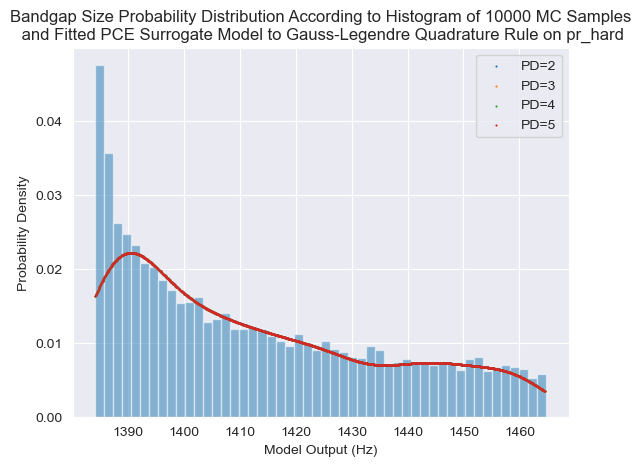 Bandgap Size Probability Distribution According to Histogram of 10000 MC Samples
and Fitted PCE Surrogate Model to Gauss-Legendre Quadrature Rule on pr_hard
PD=2
PD=3
PD=4
PD=5
Probability Density
0.04
0.03
0.02
0.01
0.00
1390 1400 1410 1420 1430 1440 1450 1460
Model Output (Hz)